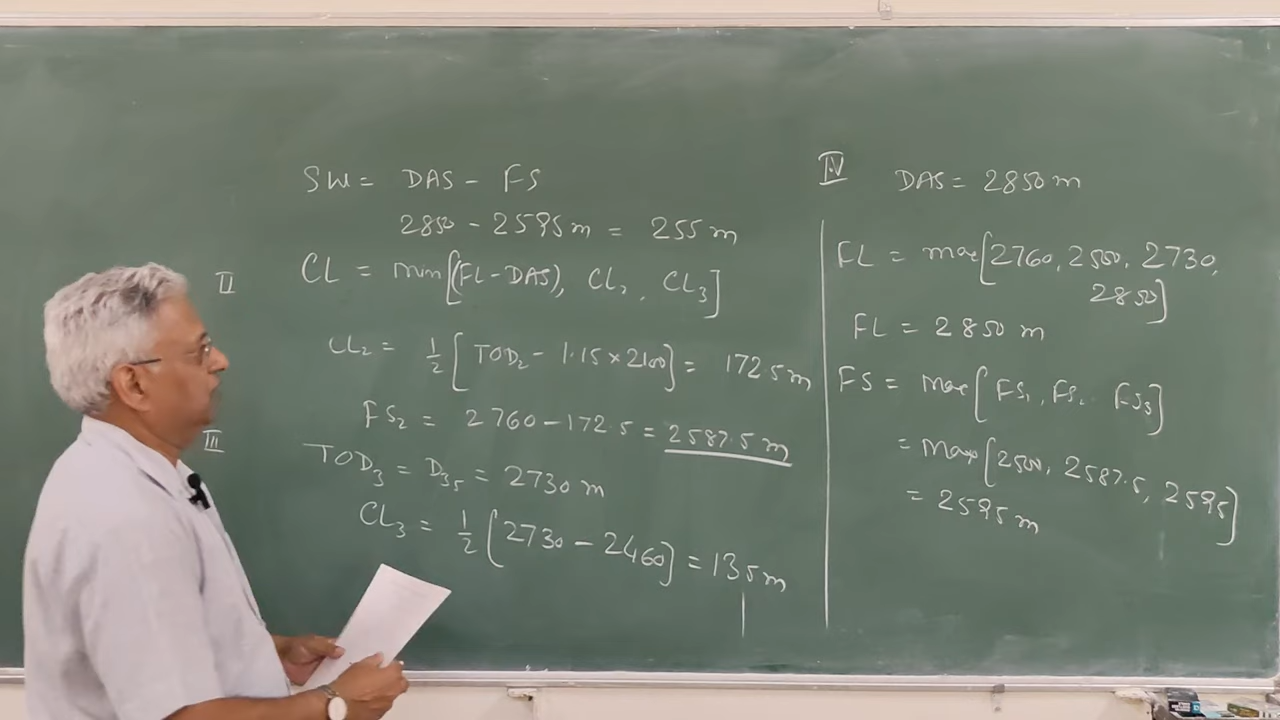 SW = DAS - FS
2850 - 2595 m = 255 m
II CL = min[(FL-DAS), CL2, CL3]
CL2 = 1/2 [TOD2 - 1.15 × 2100] = 172.5 m
FS2 = 2760 - 172.5 = 2587.5 m
III TOD3 = D35 = 2730 m
CL3 = 1/2 [2730 - 2460] = 135 m
IV DAS = 2850 m
FL = max[2760, 2500, 2730,
2850]
FL = 2850 m
FS = Max[FS1, FS2, FS3]
= Max[2500, 2587.5, 2595]
= 2595 m